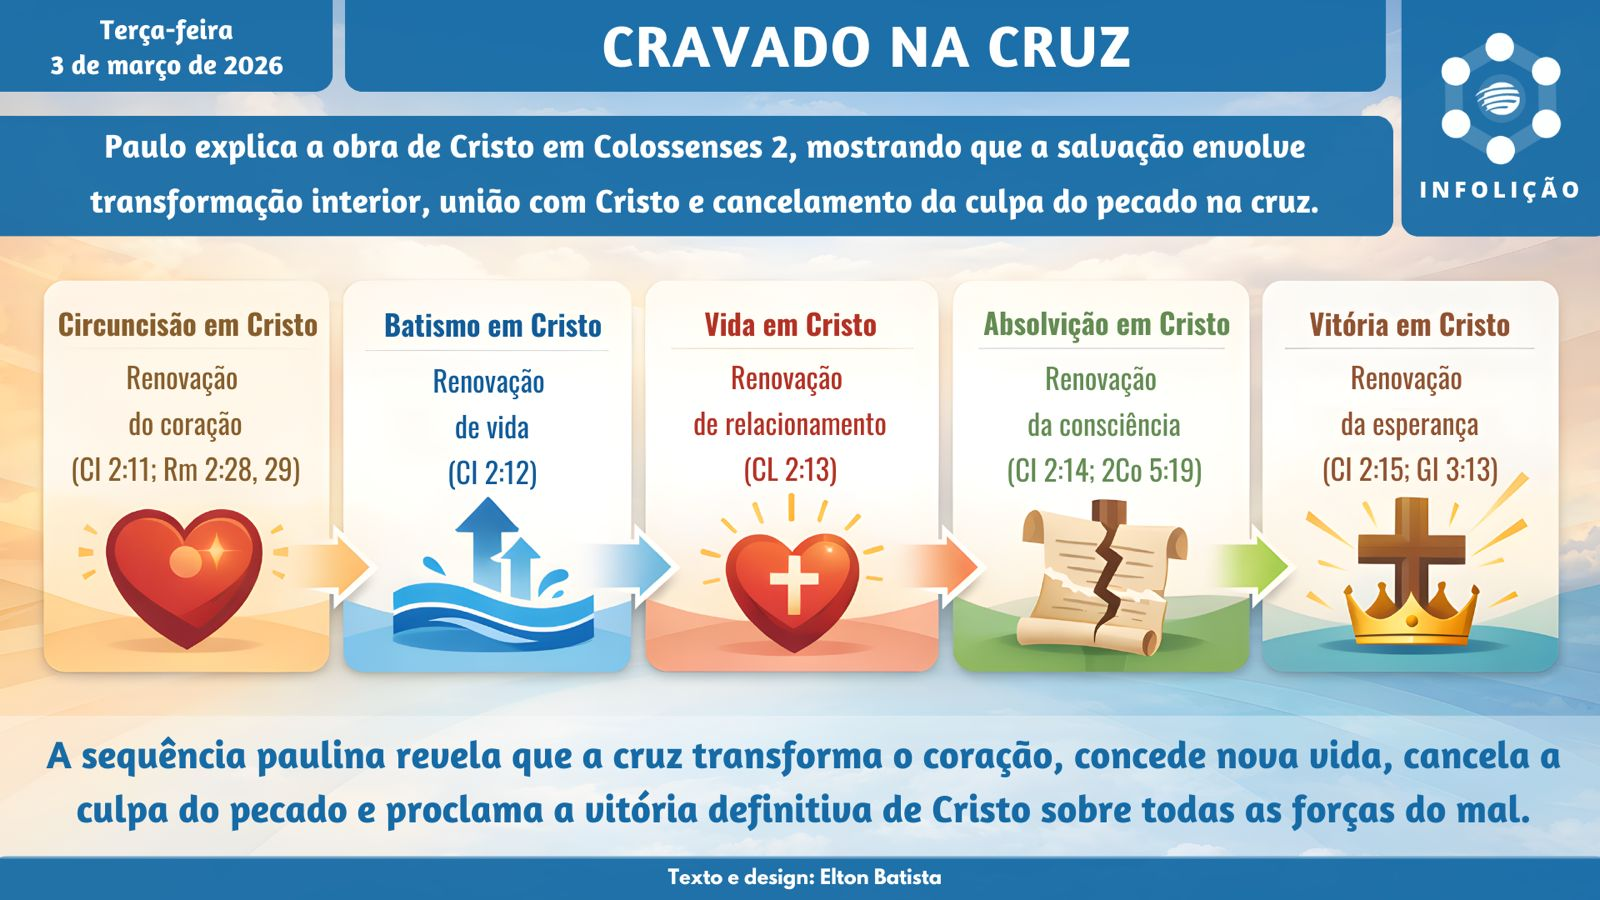 Terça-feira
3 de março de 2026
CRAVADO NA CRUZ
INFOLIÇÃO
Paulo explica a obra de Cristo em Colossenses 2, mostrando que a salvação envolve
transformação interior, união com Cristo e cancelamento da culpa do pecado na cruz.
Circuncisão em Cristo
Renovação
do coração
(Cl 2:11; Rm 2:28, 29)
Batismo em Cristo
Renovação
de vida
(Cl 2:12)
Vida em Cristo
Renovação
de relacionamento
(CL 2:13)
Absolvição em Cristo
Renovação
da consciência
(Cl 2:14; 2Co 5:19)
Vitória em Cristo
Renovação
da esperança
(Cl 2:15; Gl 3:13)
A sequência paulina revela que a cruz transforma o coração, concede nova vida, cancela a
culpa do pecado e proclama a vitória definitiva de Cristo sobre todas as forças do mal.
Texto e design: Elton Batista